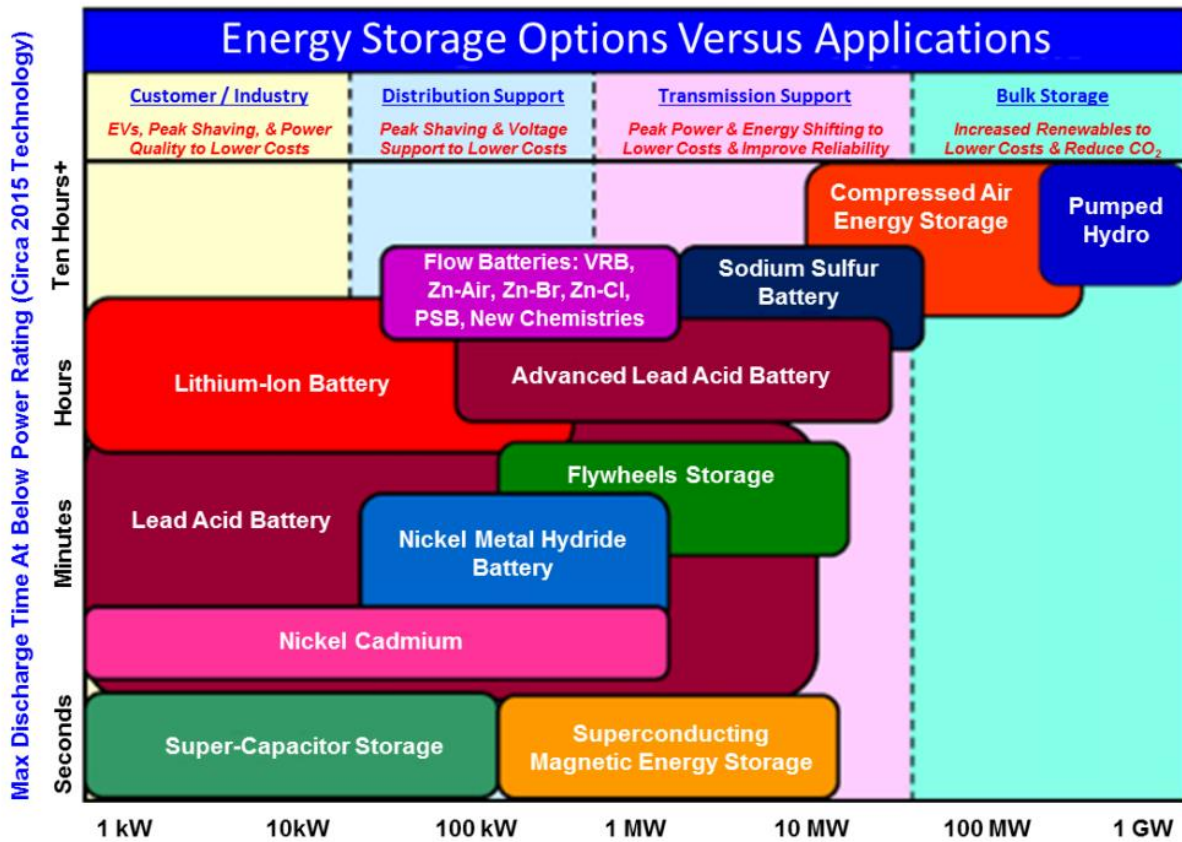 Energy Storage Options Versus Applications
Customer / Industry
EVs, Peak Shaving, & Power
Quality to Lower Costs
Distribution Support
Peak Shaving & Voltage
Support to Lower Costs
Transmission Support
Peak Power & Energy Shifting to
Lower Costs & Improve Reliability
Bulk Storage
Increased Renewables to
Lower Costs & Reduce CO₂
Max Discharge Time At Below Power Rating (Circa 2015 Technology)
Ten Hours+
Hours
Minutes
Seconds
Compressed Air
Energy Storage
Pumped
Hydro
Flow Batteries: VRB,
Zn-Air, Zn-Br, Zn-Cl,
PSB, New Chemistries
Sodium Sulfur
Battery
Lithium-Ion Battery
Advanced Lead Acid Battery
Flywheels Storage
Lead Acid Battery
Nickel Metal Hydride
Battery
Nickel Cadmium
Super-Capacitor Storage
Superconducting
Magnetic Energy Storage
1 kW
10kW
100 kW
1 MW
10 MW
100 MW
1 GW